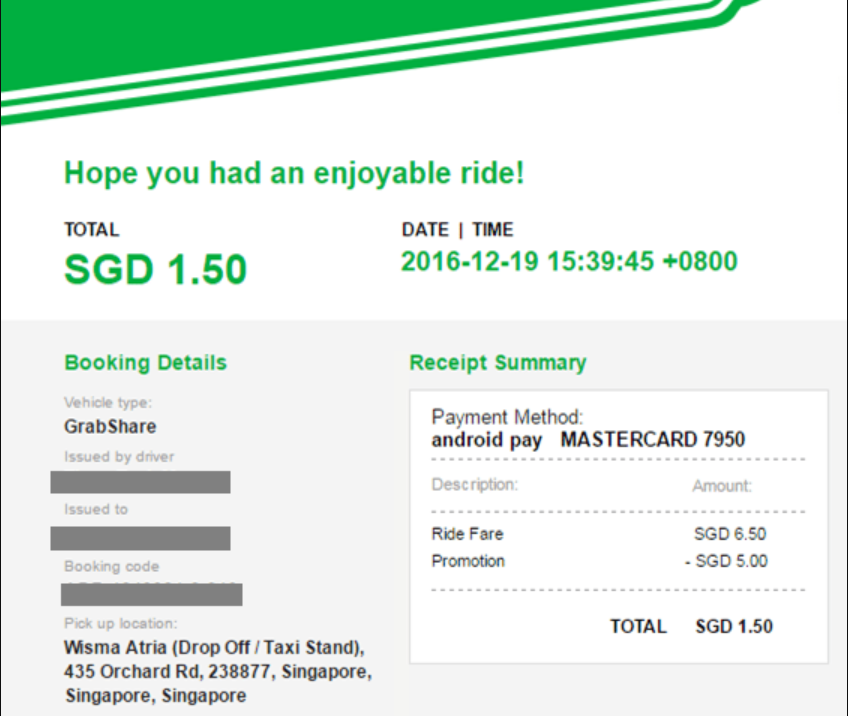 Hope you had an enjoyable ride!
TOTAL
SGD 1.50
DATE | TIME
2016-12-19 15:39:45 +0800
Booking Details
Vehicle type:
GrabShare
Issued by driver
Issued to
Booking code
Pick up location:
Wisma Atria (Drop Off / Taxi Stand),
435 Orchard Rd, 238877, Singapore,
Singapore, Singapore
Receipt Summary
Payment Method:
android pay MASTERCARD 7950
Description: Amount:
Ride Fare SGD 6.50
Promotion - SGD 5.00
TOTAL SGD 1.50